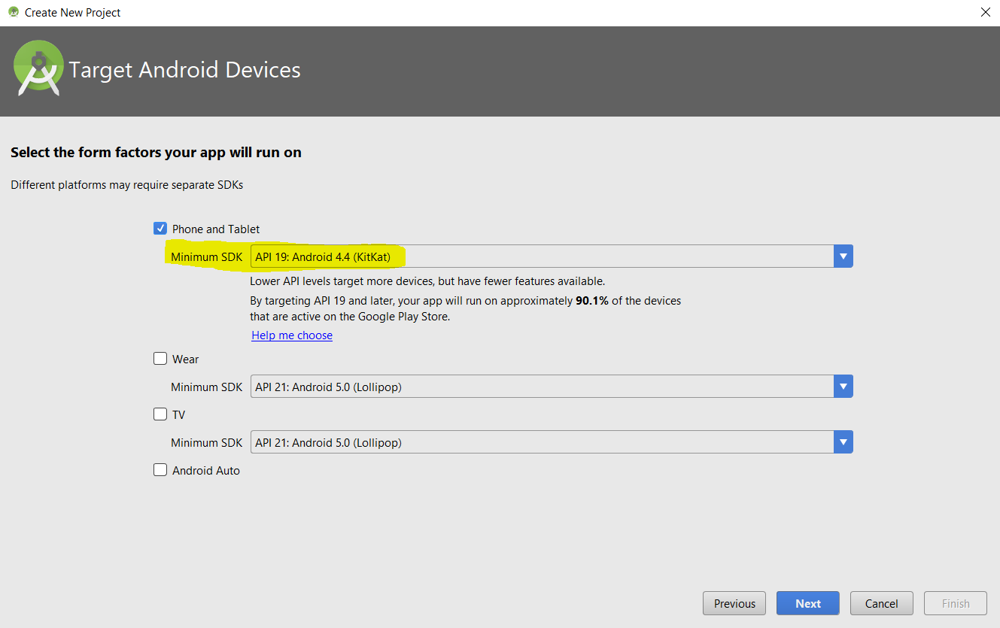 Create New Project
Target Android Devices
Select the form factors your app will run on
Different platforms may require separate SDKs
Phone and Tablet
Minimum SDK API 19: Android 4.4 (KitKat)
Lower API levels target more devices, but have fewer features available.
By targeting API 19 and later, your app will run on approximately 90.1% of the devices
that are active on the Google Play Store.
Help me choose
Wear
Minimum SDK API 21: Android 5.0 (Lollipop)
TV
Minimum SDK API 21: Android 5.0 (Lollipop)
Android Auto
Previous Next Cancel Finish